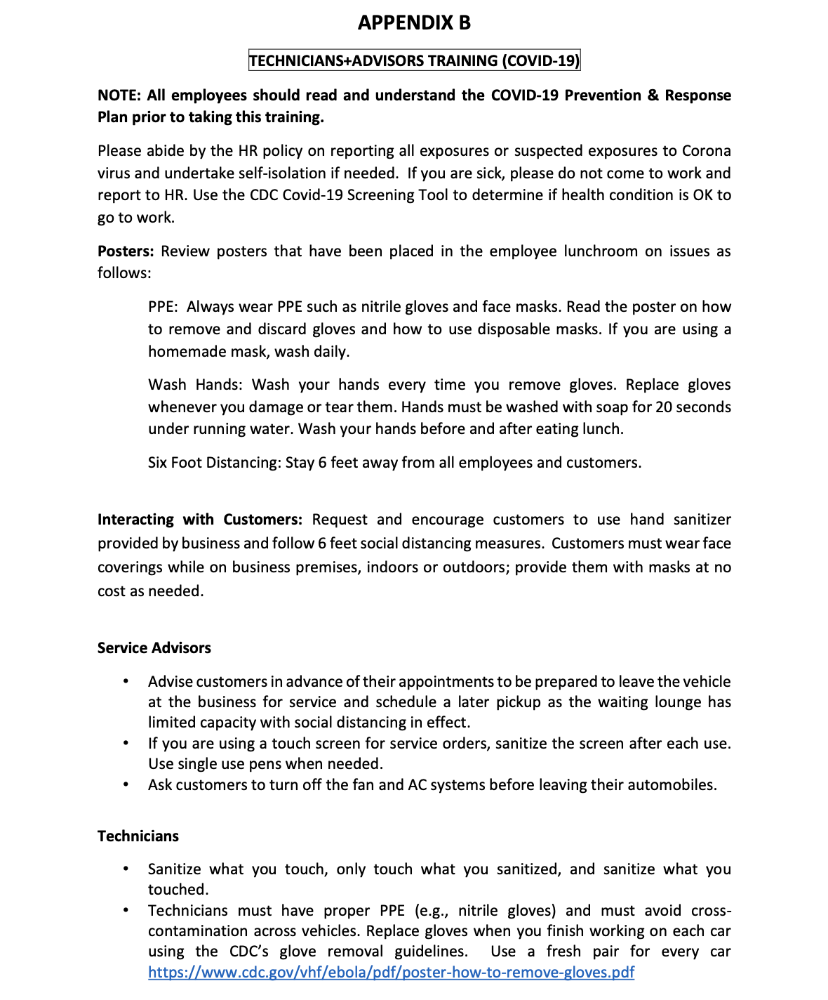 APPENDIX B
TECHNICIANS+ADVISORS TRAINING (COVID-19)
NOTE: All employees should read and understand the COVID-19 Prevention & Response
Plan prior to taking this training.
Please abide by the HR policy on reporting all exposures or suspected exposures to Corona
virus and undertake self-isolation if needed.  If you are sick, please do not come to work and
report to HR. Use the CDC Covid-19 Screening Tool to determine if health condition is OK to
go to work.
Posters: Review posters that have been placed in the employee lunchroom on issues as
follows:
PPE:  Always wear PPE such as nitrile gloves and face masks. Read the poster on how
to remove and discard gloves and how to use disposable masks. If you are using a
homemade mask, wash daily.
Wash Hands: Wash your hands every time you remove gloves. Replace gloves
whenever you damage or tear them. Hands must be washed with soap for 20 seconds
under running water. Wash your hands before and after eating lunch.
Six Foot Distancing: Stay 6 feet away from all employees and customers.
Interacting with Customers: Request and encourage customers to use hand sanitizer
provided by business and follow 6 feet social distancing measures.  Customers must wear face
coverings while on business premises, indoors or outdoors; provide them with masks at no
cost as needed.
Service Advisors
• Advise customers in advance of their appointments to be prepared to leave the vehicle
at the business for service and schedule a later pickup as the waiting lounge has
limited capacity with social distancing in effect.
• If you are using a touch screen for service orders, sanitize the screen after each use.
Use single use pens when needed.
• Ask customers to turn off the fan and AC systems before leaving their automobiles.
Technicians
• Sanitize what you touch, only touch what you sanitized, and sanitize what you
touched.
• Technicians must have proper PPE (e.g., nitrile gloves) and must avoid cross-
contamination across vehicles. Replace gloves when you finish working on each car
using the CDC’s glove removal guidelines.  Use a fresh pair for every car
https://www.cdc.gov/vhf/ebola/pdf/poster-how-to-remove-gloves.pdf